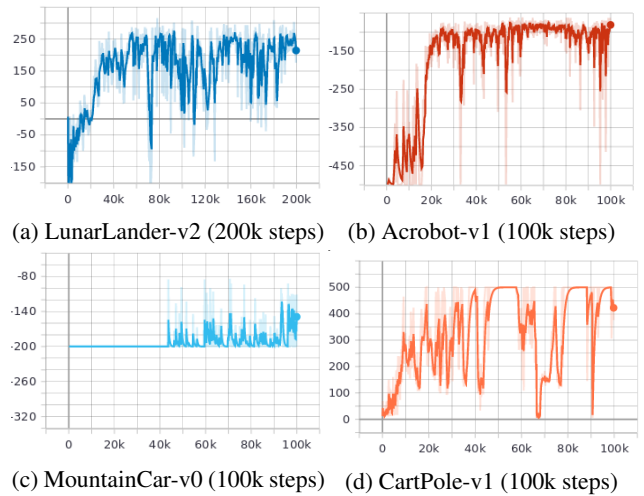 250
150
50
-50
-150
0
40k
80k
120k
160k
200k
-150
-250
-350
-450
0
20k
40k
60k
80k
100k
(a) LunarLander-v2 (200k steps)
(b) Acrobot-v1 (100k steps)
-80
-140
-200
-260
-320
0
20k
40k
60k
80k
100k
500
400
300
200
100
0
0
20k
40k
60k
80k
100k
(c) MountainCar-v0 (100k steps)
(d) CartPole-v1 (100k steps)